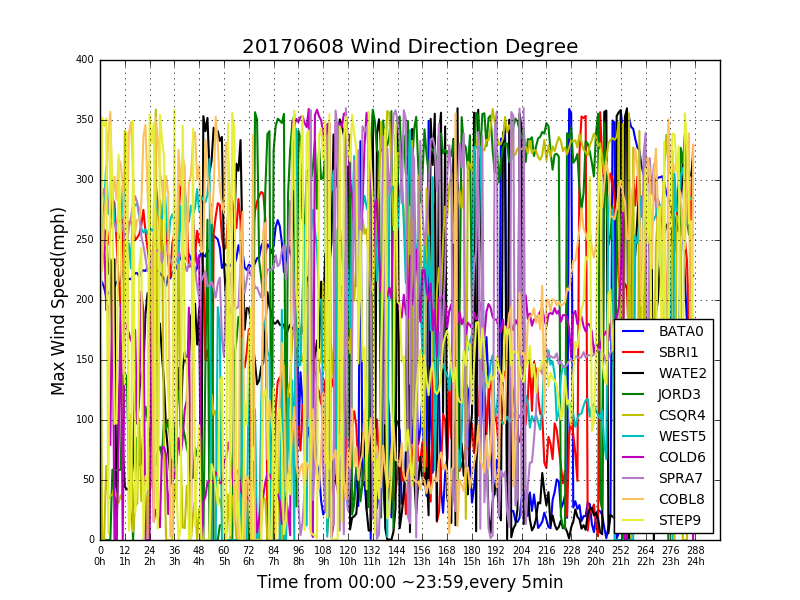 20170608 Wind Direction Degree
Max Wind Speed(mph)
400
350
300
250
200
150
100
50
0
BATA0
SBRI1
WATE2
JORD3
CSQR4
WEST5
COLD6
SPRA7
COBL8
STEP9
0 12 24 36 48 60 72 84 96 108 120 132 144 156 168 180 192 204 216 228 240 252 264 276 288
0h 1h 2h 3h 4h 5h 6h 7h 8h 9h 10h 11h 12h 13h 14h 15h 16h 17h 18h 19h 20h 21h 22h 23h 24h
Time from 00:00 ~23:59,every 5min